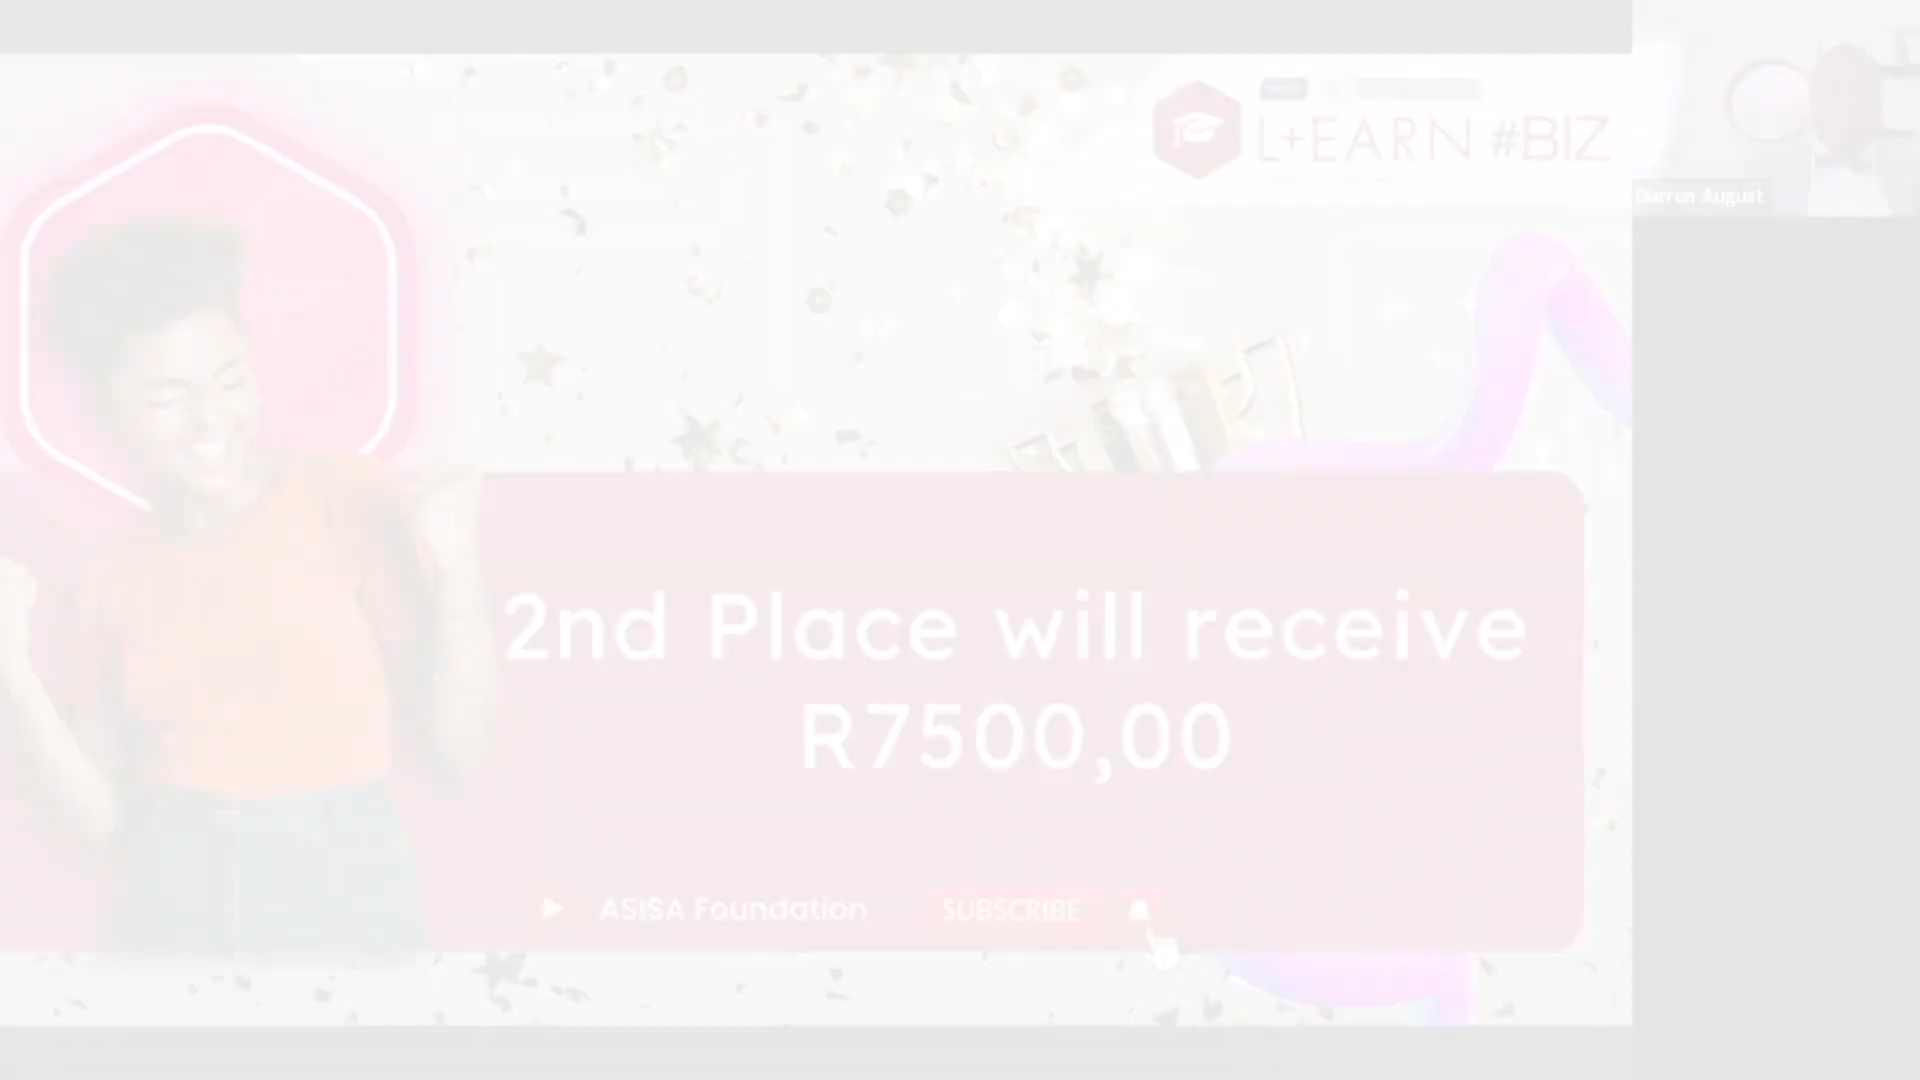 L+EARN #BIZ
Darren August
2nd Place will receive
R7500,00
ASISA Foundation
SUBSCRIBE